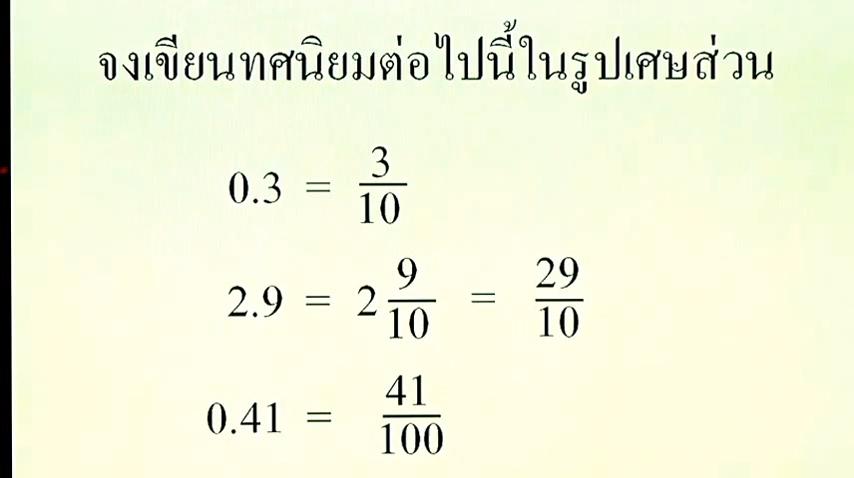 จงเขียนทศนิยมต่อไปนี้ในรูปเศษส่วน
0.3 = 3/10
2.9 = 2 9/10 = 29/10
0.41 = 41/100